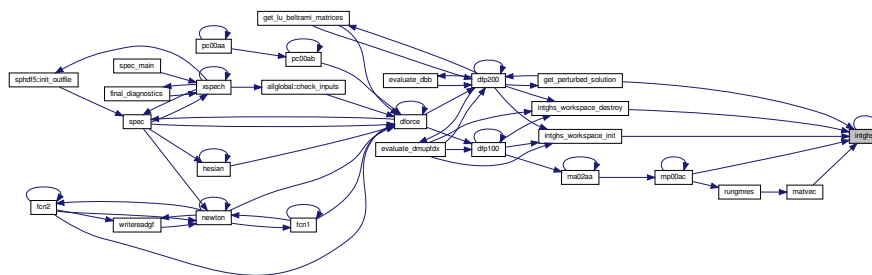 get_lu_beltrami_matrices
pc00aa
pc00ab
spec_main
sphdf5::init_outfile
xspech
final_diagnostics
allglobal::check_inputs
evaluate_dbb
dfp200
get_perturbed_solution
intghs_workspace_destroy
spec
dforce
intghs_workspace_init
intghs
evaluate_dmupfdx
dfp100
hesian
ma02aa
mp00ac
rungmres
matvec
fcn2
newton
writereadgf
fcn1